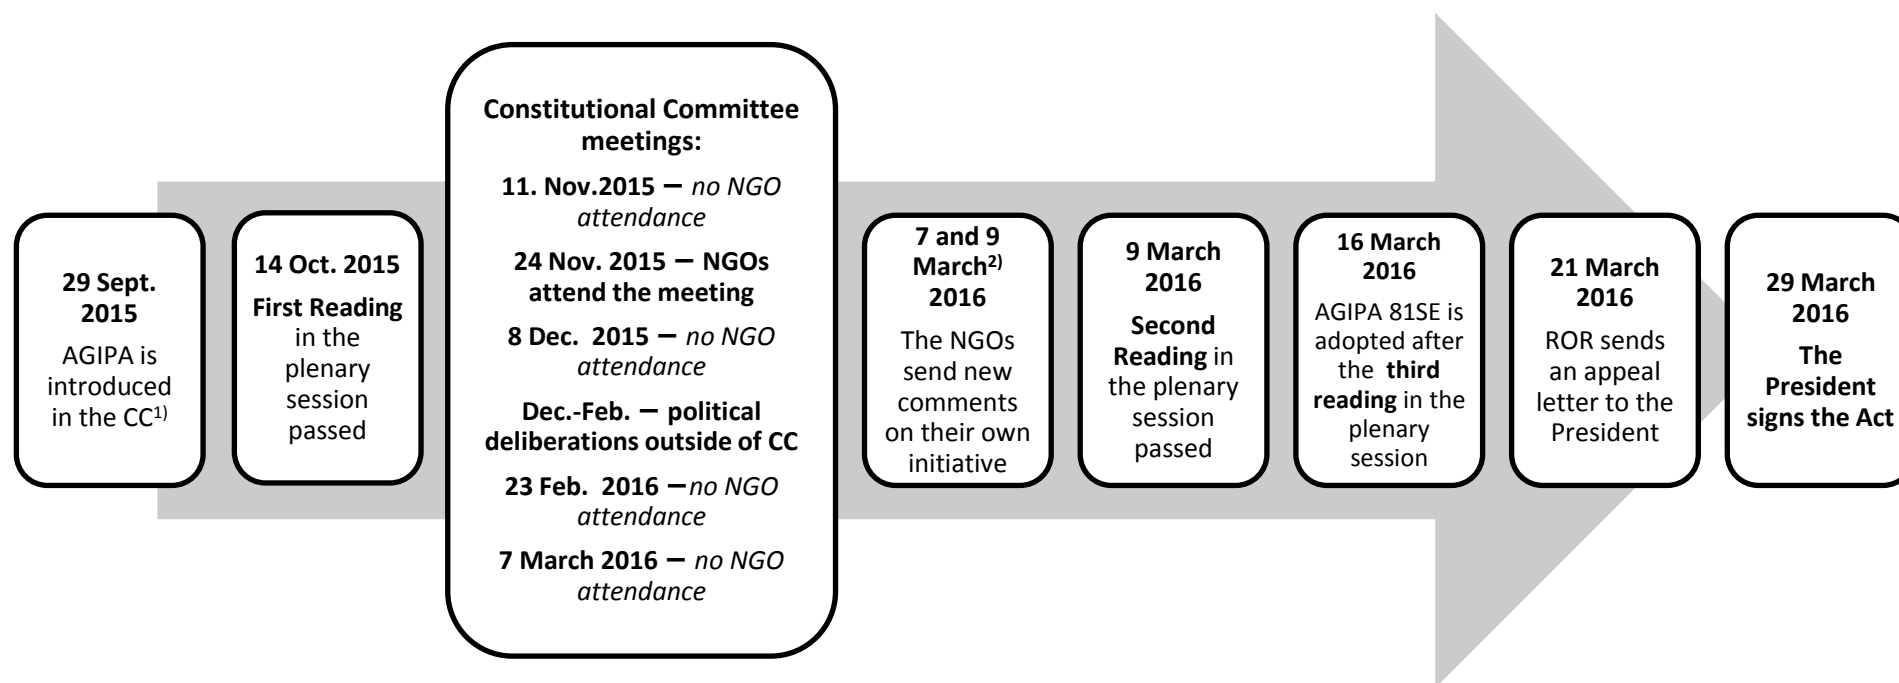 29 Sept.
2015
AGIPA is
introduced
in the CC1)
14 Oct. 2015
First Reading
in the
plenary
session
passed
Constitutional Committee
meetings:
11. Nov.2015 – no NGO
attendance
24 Nov. 2015 – NGOs
attend the meeting
8 Dec. 2015 – no NGO
attendance
Dec.-Feb. – political
deliberations outside of CC
23 Feb. 2016 –no NGO
attendance
7 March 2016 – no NGO
attendance
7 and 9
March2)
2016
The NGOs
send new
comments
on their own
initiative
9 March
2016
Second
Reading in
the plenary
session
passed
16 March
2016
AGIPA 81SE is
adopted after
the third
reading in the
plenary
session
21 March
2016
ROR sends
an appeal
letter to the
President
29 March
2016
The
President
signs the Act